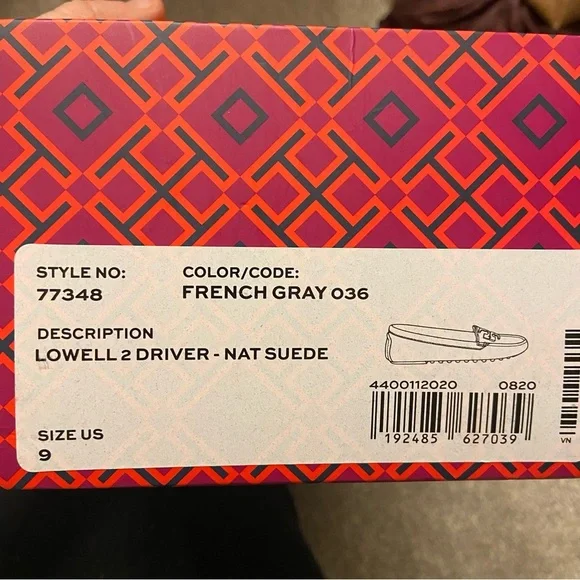 STYLE NO: COLOR/CODE:
77348 FRENCH GRAY 036
DESCRIPTION
LOWELL 2 DRIVER - NAT SUEDE
4400112020 0820
192485 627039
VN
SIZE US
9